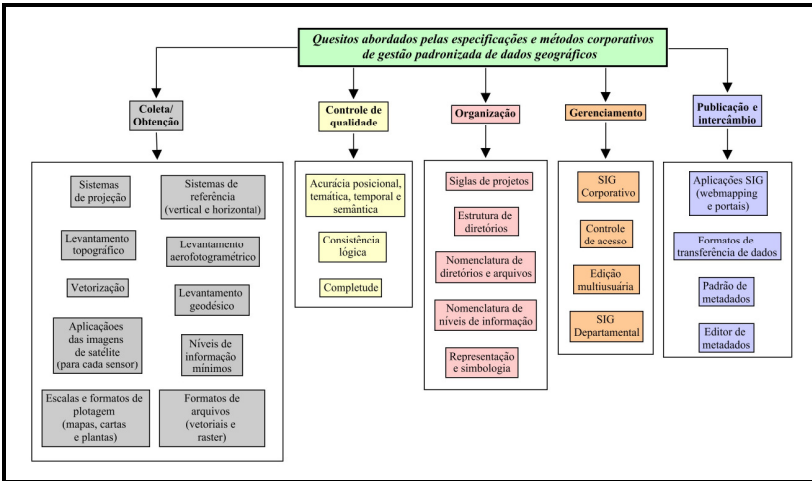 Quesitos abordados pelas especificações e métodos corporativos
de gestão padronizada de dados geográficos
Coleta/
Obtenção
Sistemas
de projeção
Sistemas de
referência
(vertical e horizontal)
Levantamento
topográfico
Levantamento
aerofotogramétrico
Vetorização
Levantamento
geodésico
Aplicaçãoes
das imagens
de satélite
(para cada sensor)
Níveis de
informação
mínimos
Escalas e formatos de
plotagem
(mapas, cartas
e plantas)
Formatos de
arquivos
(vetoriais e
raster)
Controle de
qualidade
Acurácia posicional,
temática, temporal e
semântica
Consistência
lógica
Completude
Organização
Siglas de projetos
Estrutura de
diretórios
Nomenclatura de
diretórios e arquivos
Nomenclatura de
níveis de informação
Representação
e simbologia
Gerenciamento
SIG
Corporativo
Controle
de acesso
Edição
multiusuária
SIG
Departamental
Publicação e
intercâmbio
Aplicações SIG
(webmapping
e portais)
Formatos de
transferência de dados
Padrão de
metadados
Editor de
metadados